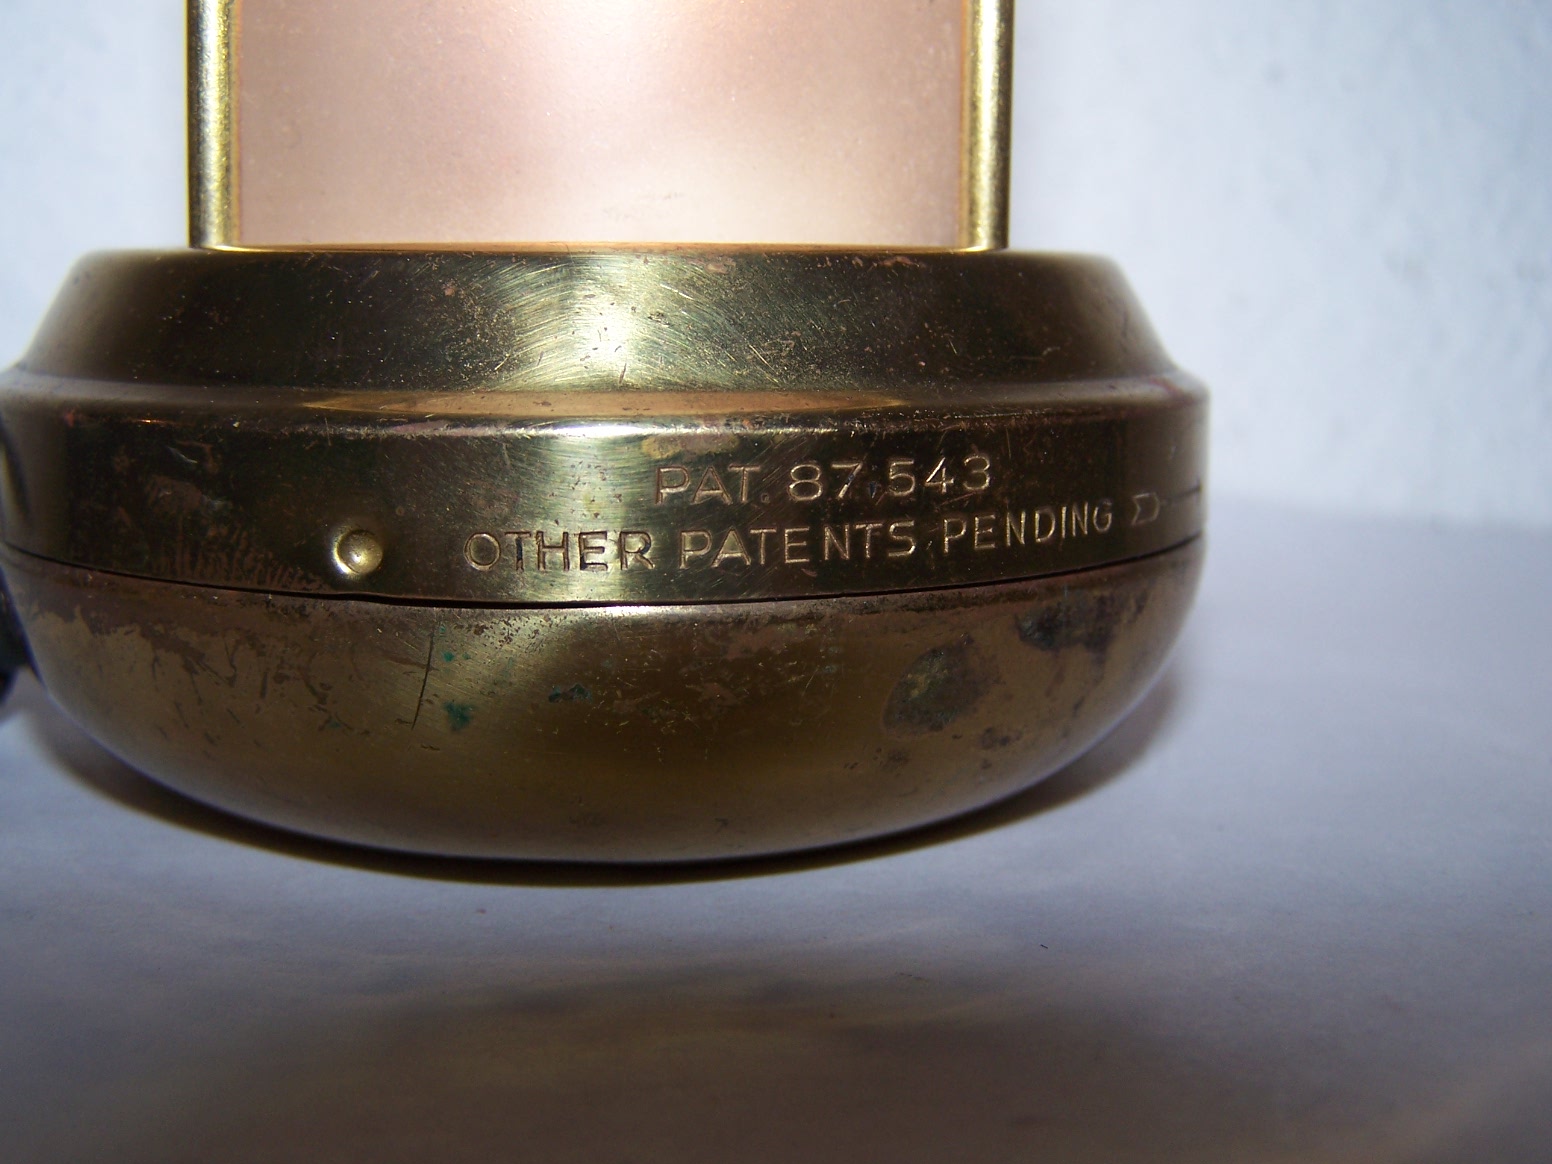 PAT. 87,543
OTHER PATENTS PENDING